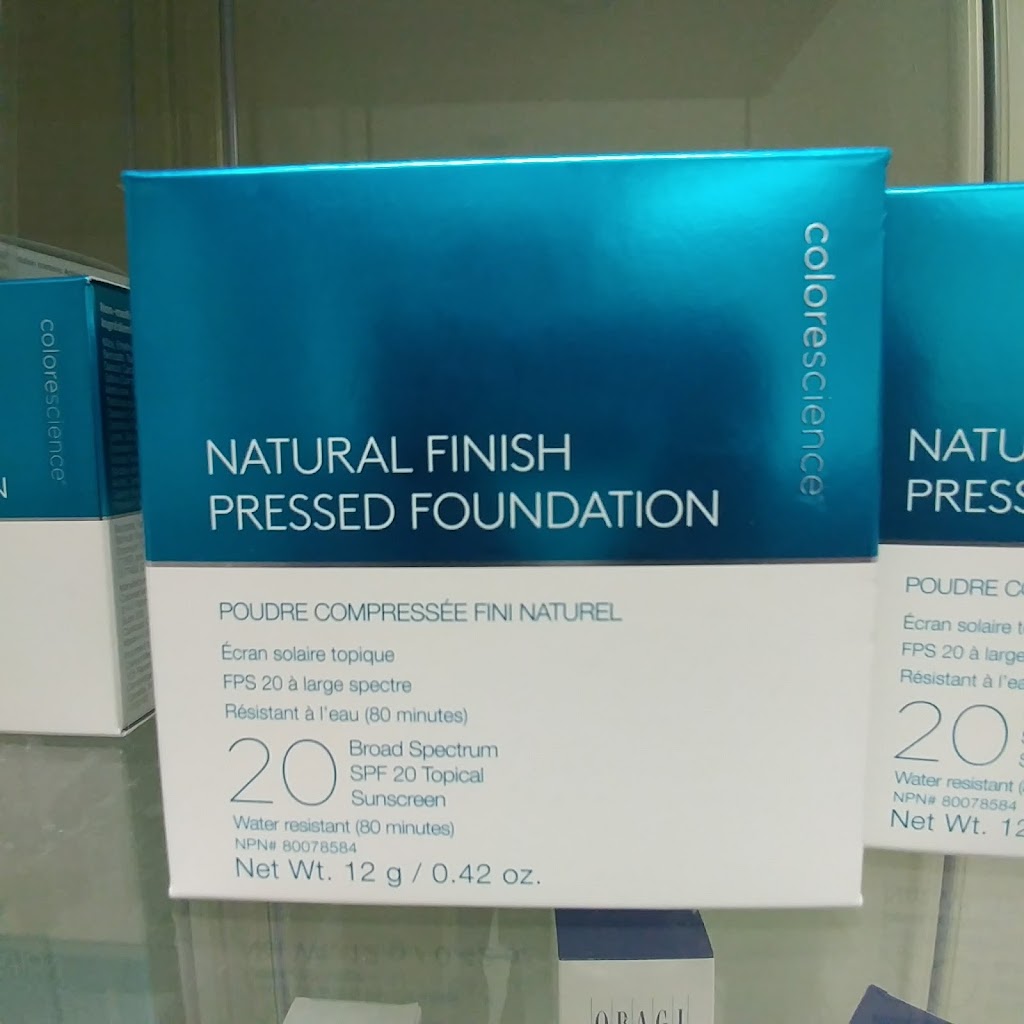 colorescience
NATURAL FINISH
PRESSED FOUNDATION
POUDRE COMPRESSÉE FINI NATUREL
Écran solaire topique
FPS 20 à large spectre
Résistant à l'eau (80 minutes)
20
Broad Spectrum
SPF 20 Topical
Sunscreen
Water resistant (80 minutes)
NPN# 80078584
Net Wt. 12 g / 0.42 oz.
colorescience
NATU
PRESS
POUDRE C
Écran solaire t
FPS 20 à large
Résistant à l'ea
20
Water resistant (
NPN# 80078584
Net Wt. 12
OBAGI